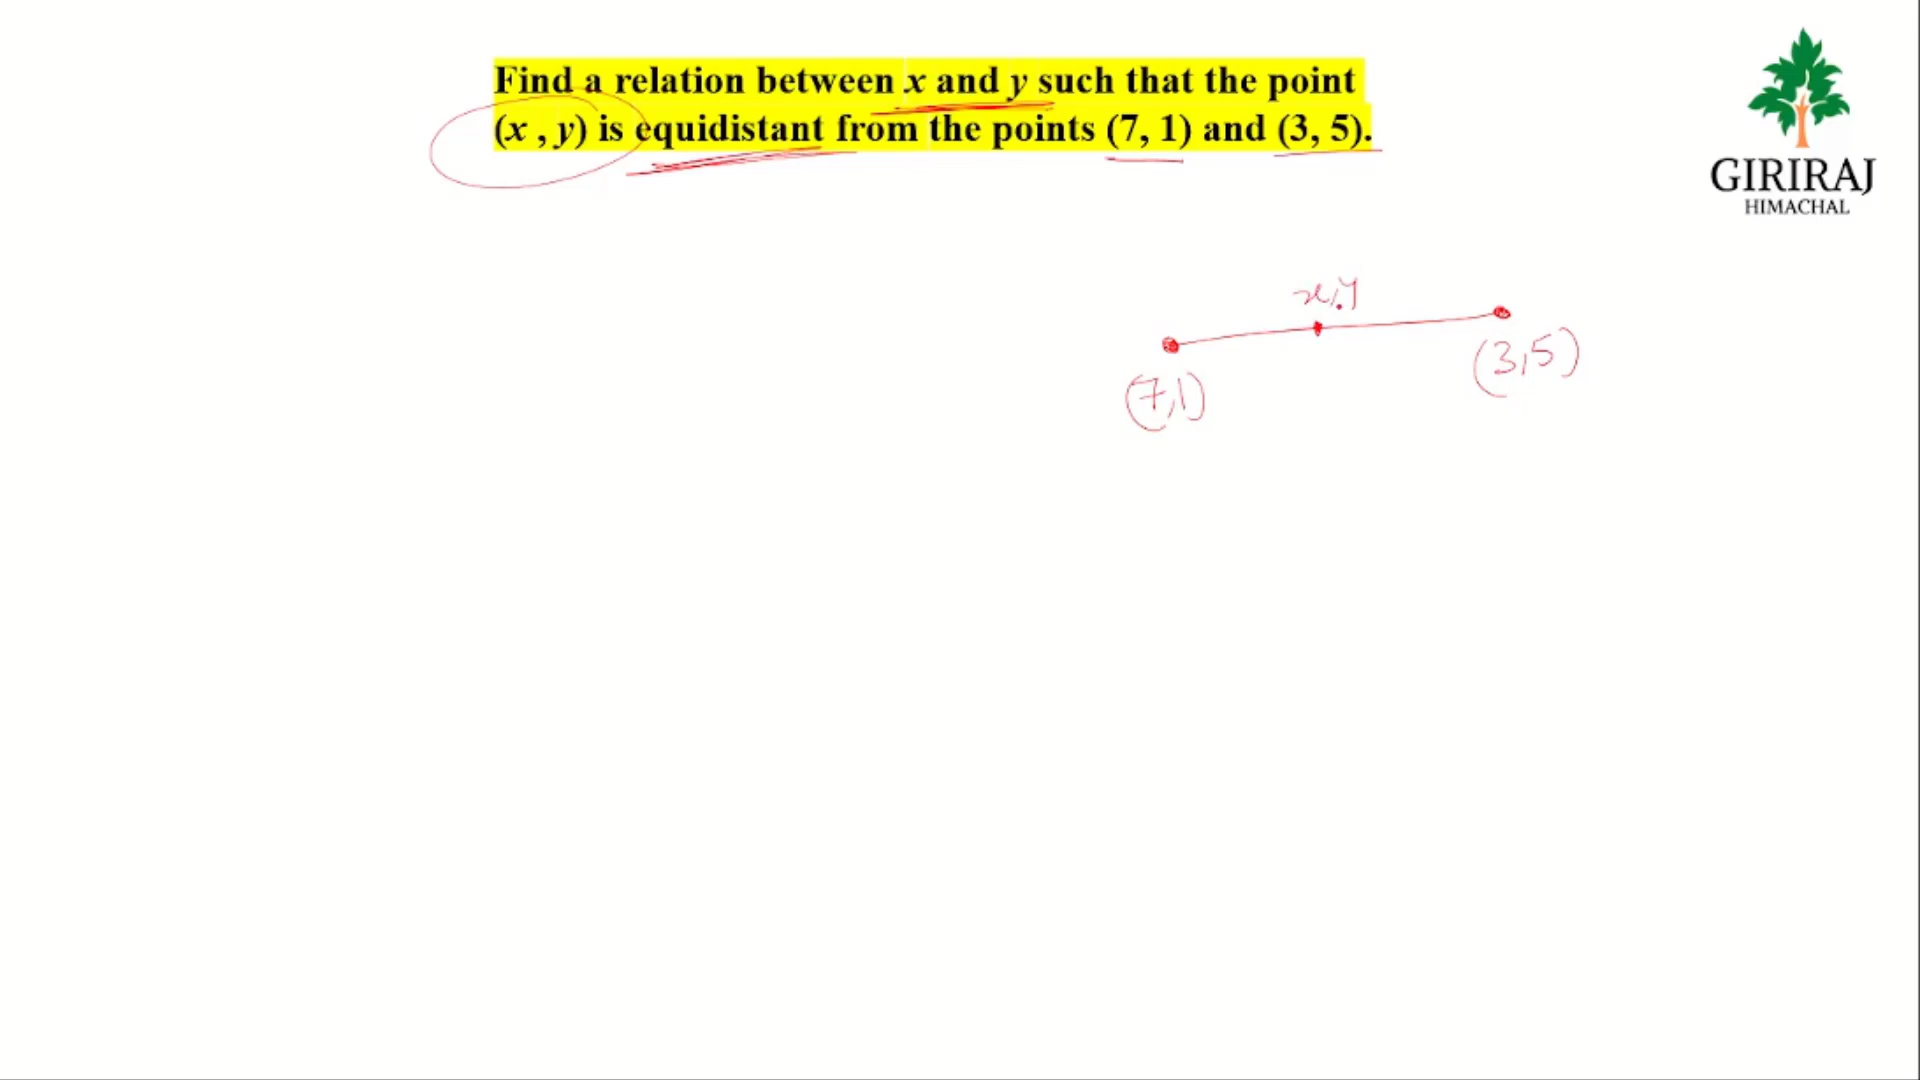 Find a relation between x and y such that the point
(x , y) is equidistant from the points (7, 1) and (3, 5).
GIRIRAJ
HIMACHAL
x,y
(7,1)
(3,5)